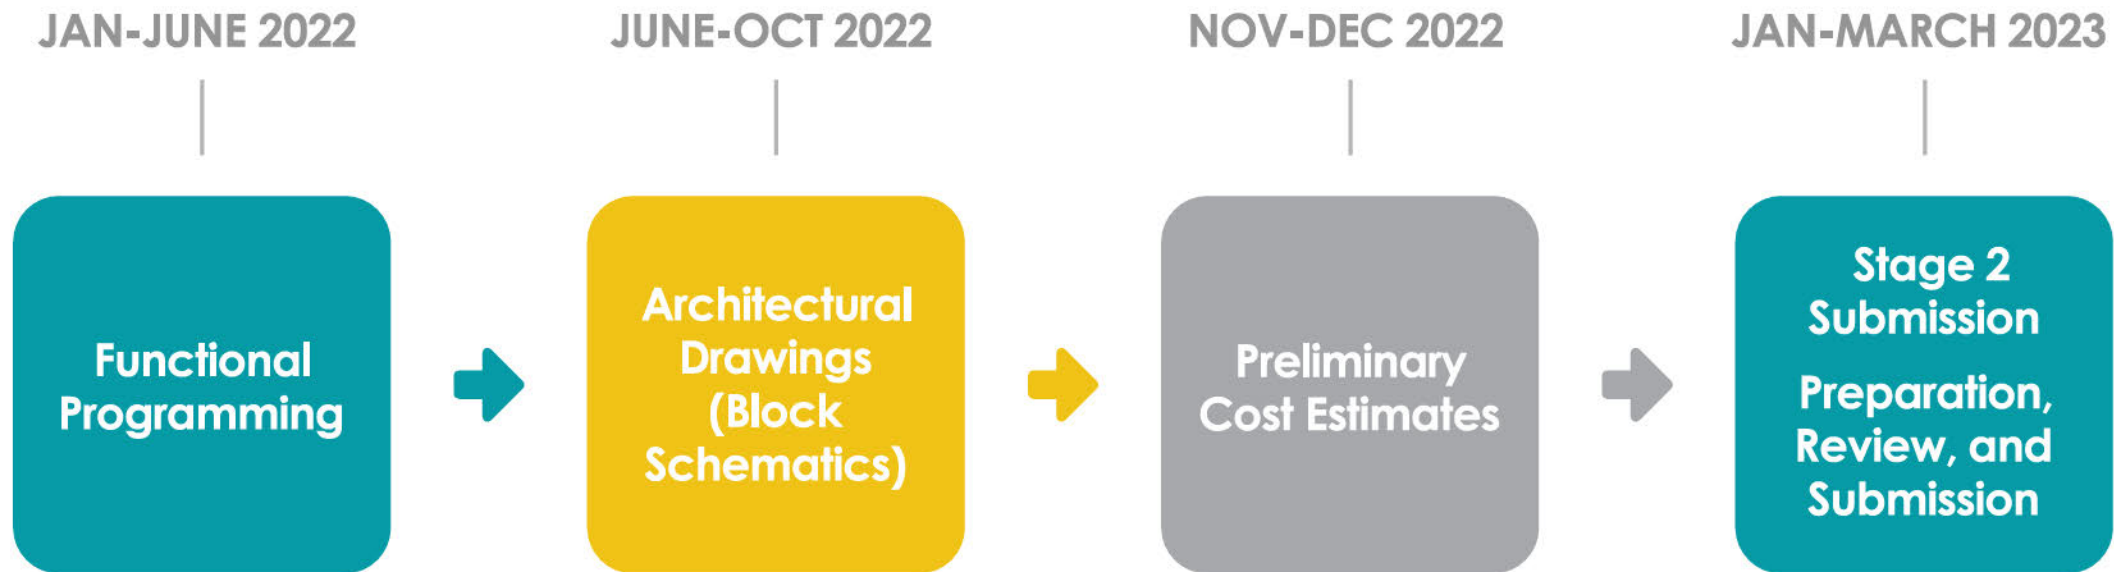 JAN-JUNE 2022
JUNE-OCT 2022
NOV-DEC 2022
JAN-MARCH 2023
Functional
Programming
Architectural
Drawings
(Block
Schematics)
Preliminary
Cost Estimates
Stage 2
Submission
Preparation,
Review, and
Submission